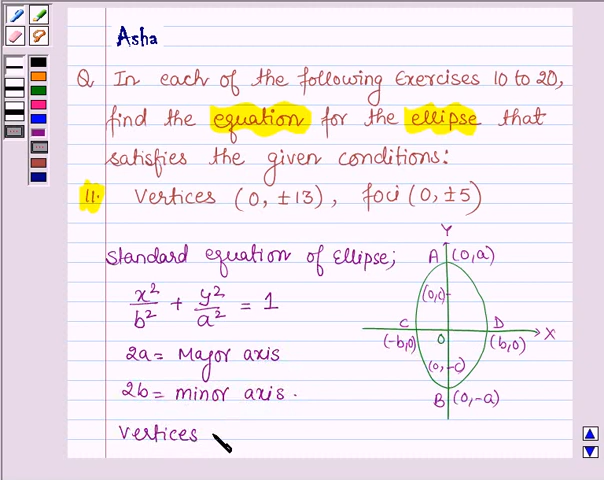 Asha
Q In each of the following Exercises 10 to 20,
find the equation for the ellipse that
satisfies the given conditions:
11. Vertices (0, ±13), foci (0, ±5)
Standard equation of Ellipse;
x²/b² + y²/a² = 1
2a = Major axis
2b = minor axis.
Vertices
Y
A (0,a)
(0,c)
C D X
(-b,0) O (b,0)
(0,-c)
B (0,-a)